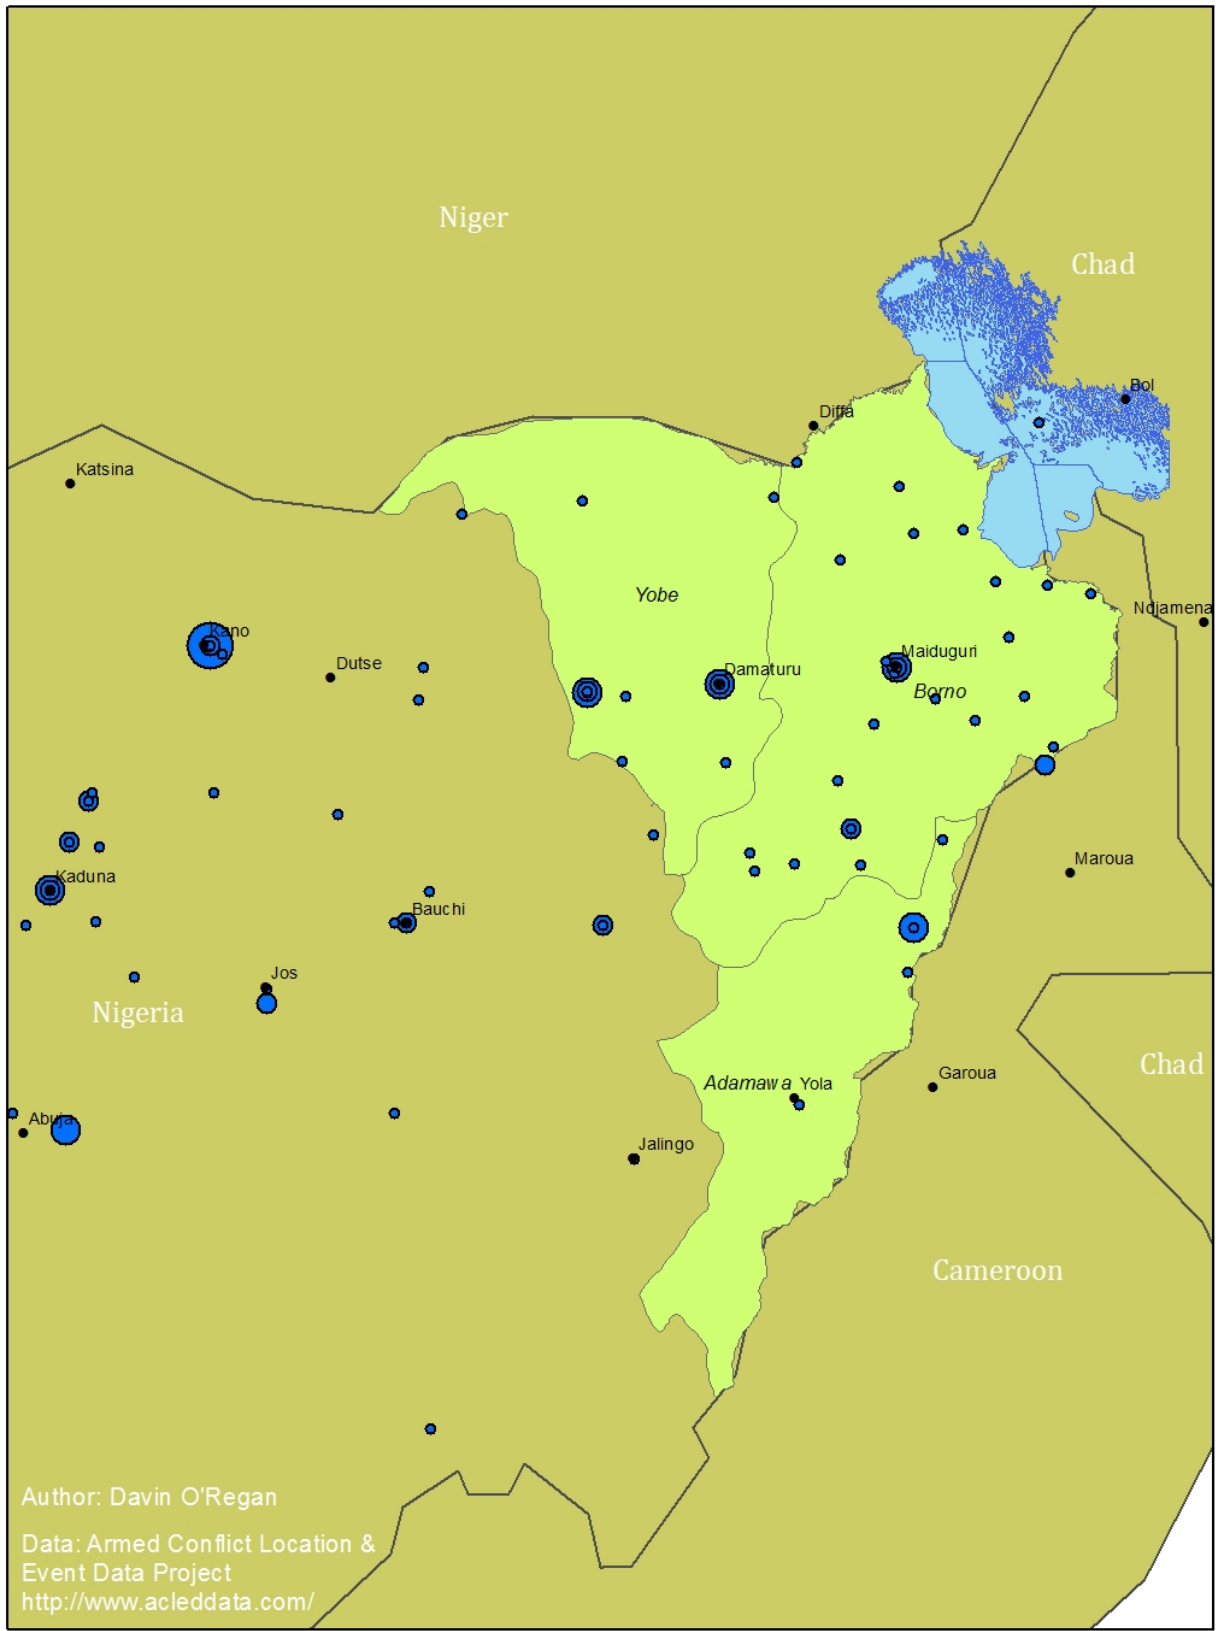 Niger
Chad
Bol
Diffa
Katsina
Yobe
Ndjamena
Kano
Maiduguri
Dutse
Damaturu
Borno
Maroua
Kaduna
Bauchi
Jos
Nigeria
Chad
Garoua
Adamawa Yola
Abuja
Jalingo
Cameroon
Author: Davin O'Regan
Data: Armed Conflict Location &
Event Data Project
http://www.acleddata.com/